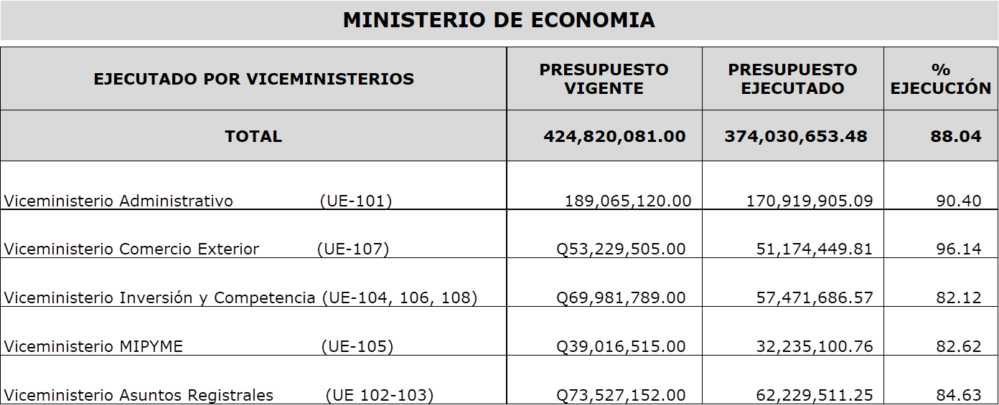 MINISTERIO DE ECONOMIA
EJECUTADO POR VICEMINISTERIOS PRESUPUESTO VIGENTE PRESUPUESTO EJECUTADO % EJECUCIÓN
TOTAL 424,820,081.00 374,030,653.48 88.04
Viceministerio Administrativo (UE-101) 189,065,120.00 170,919,905.09 90.40
Viceministerio Comercio Exterior (UE-107) Q53,229,505.00 51,174,449.81 96.14
Viceministerio Inversión y Competencia (UE-104, 106, 108) Q69,981,789.00 57,471,686.57 82.12
Viceministerio MIPYME (UE-105) Q39,016,515.00 32,235,100.76 82.62
Viceministerio Asuntos Registrales (UE 102-103) Q73,527,152.00 62,229,511.25 84.63